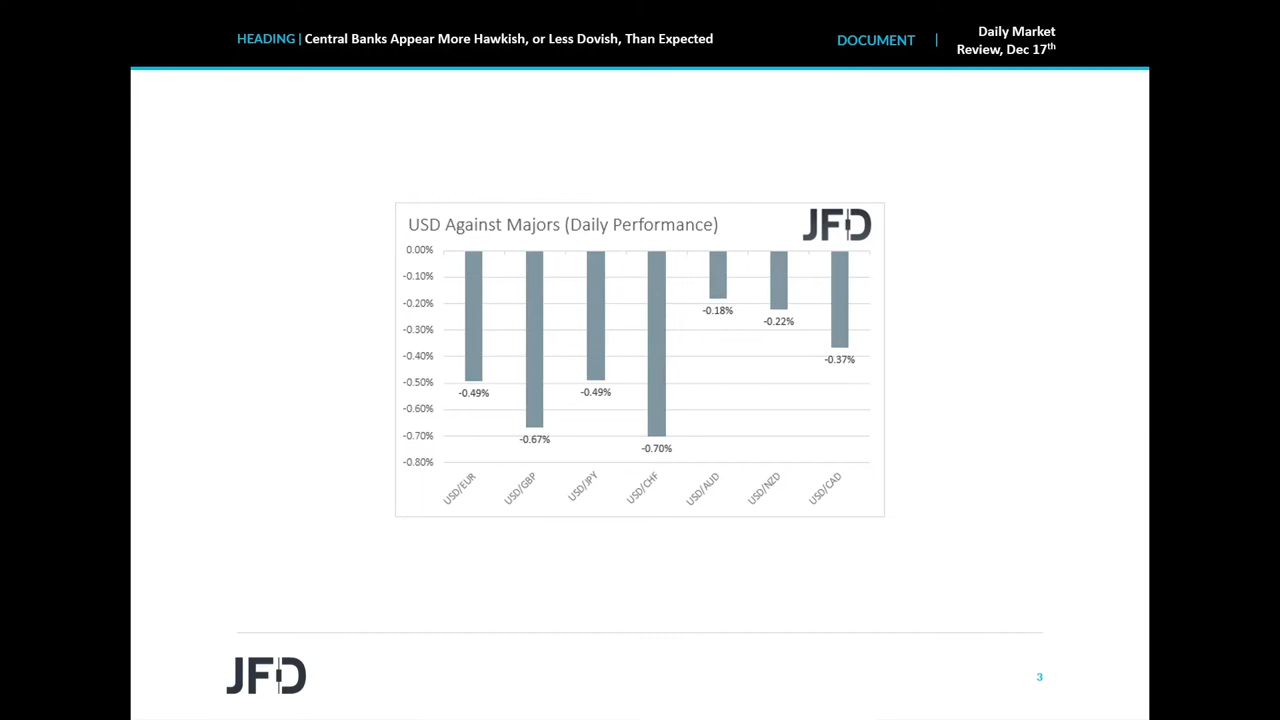 HEADING | Central Banks Appear More Hawkish, or Less Dovish, Than Expected
DOCUMENT |
Daily Market
Review, Dec 17th
USD Against Majors (Daily Performance)
JFD
0.00%
-0.10%
-0.20%
-0.30%
-0.40%
-0.50%
-0.60%
-0.70%
-0.80%
-0.49%
-0.67%
-0.49%
-0.70%
-0.18%
-0.22%
-0.37%
USD/EUR
USD/GBP
USD/JPY
USD/CHF
USD/AUD
USD/NZD
USD/CAD
JFD
3